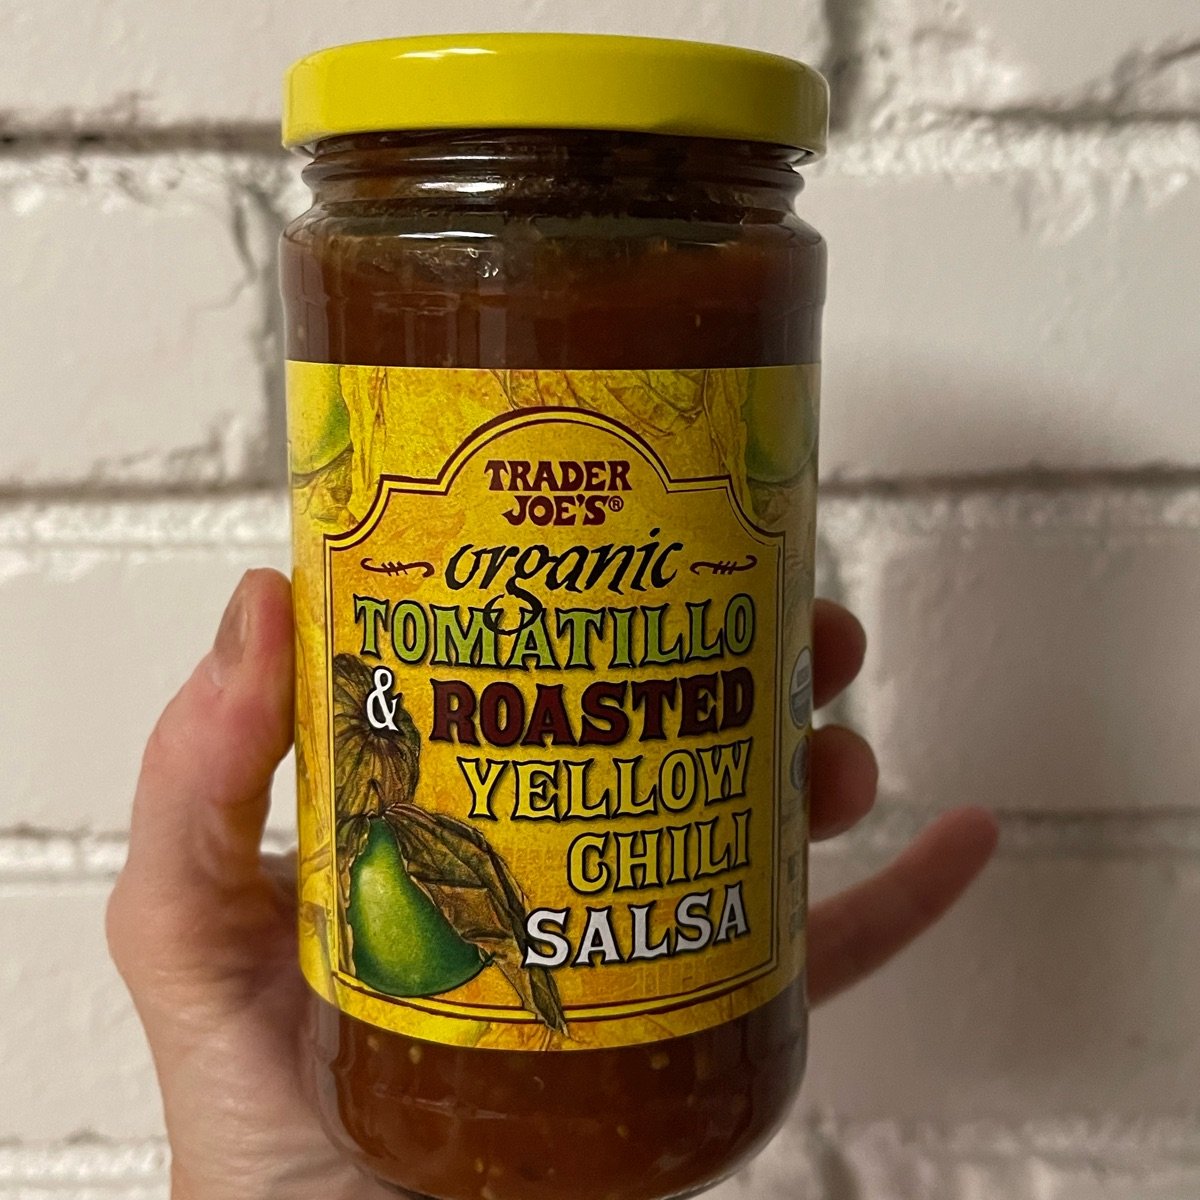 TRADER
JOE'S®
organic
TOMATILLO
& ROASTED
YELLOW
CHILI
SALSA